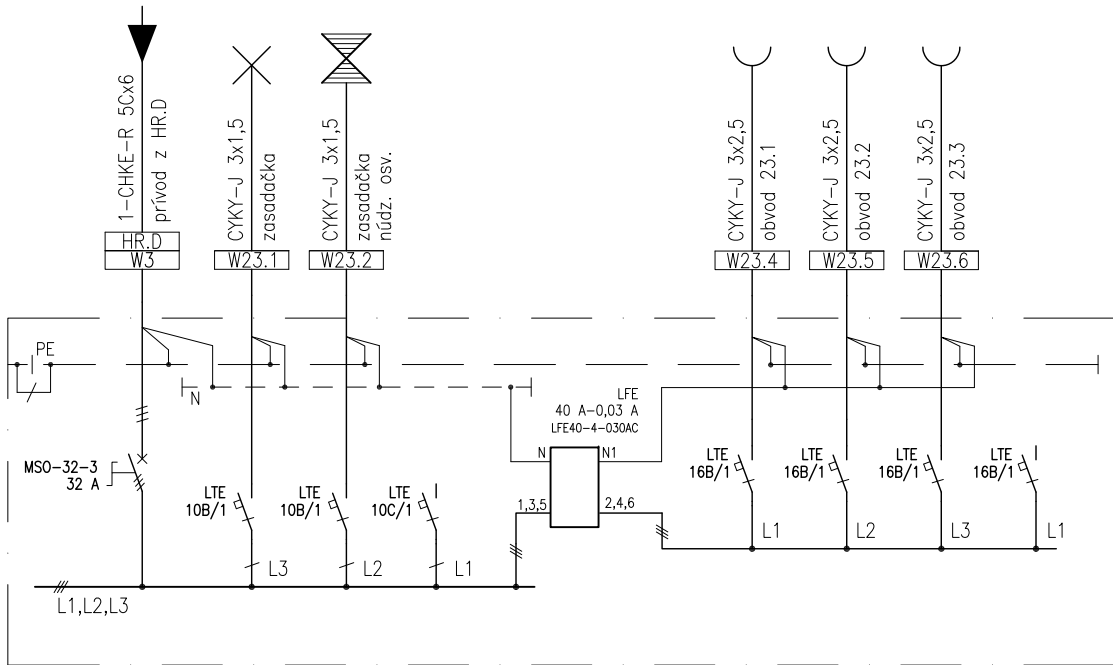 1-CHKE-R 5Cx6
prívod z HR.D
CYKY-J 3x1,5
zasadačka
CYKY-J 3x1,5
zasadačka
núdz. osv.
CYKY-J 3x2,5
obvod 23.1
CYKY-J 3x2,5
obvod 23.2
CYKY-J 3x2,5
obvod 23.3
HR.D
W3
W23.1
W23.2
W23.4
W23.5
W23.6
PE
N
LFE
40 A-0,03 A
LFE40-4-030AC
N
N1
1,3,5
2,4,6
MSO-32-3
32 A
LTE
10B/1
LTE
10B/1
LTE
10C/1
LTE
16B/1
LTE
16B/1
LTE
16B/1
LTE
16B/1
L1
L2
L3
L1
L3
L2
L1
L1,L2,L3